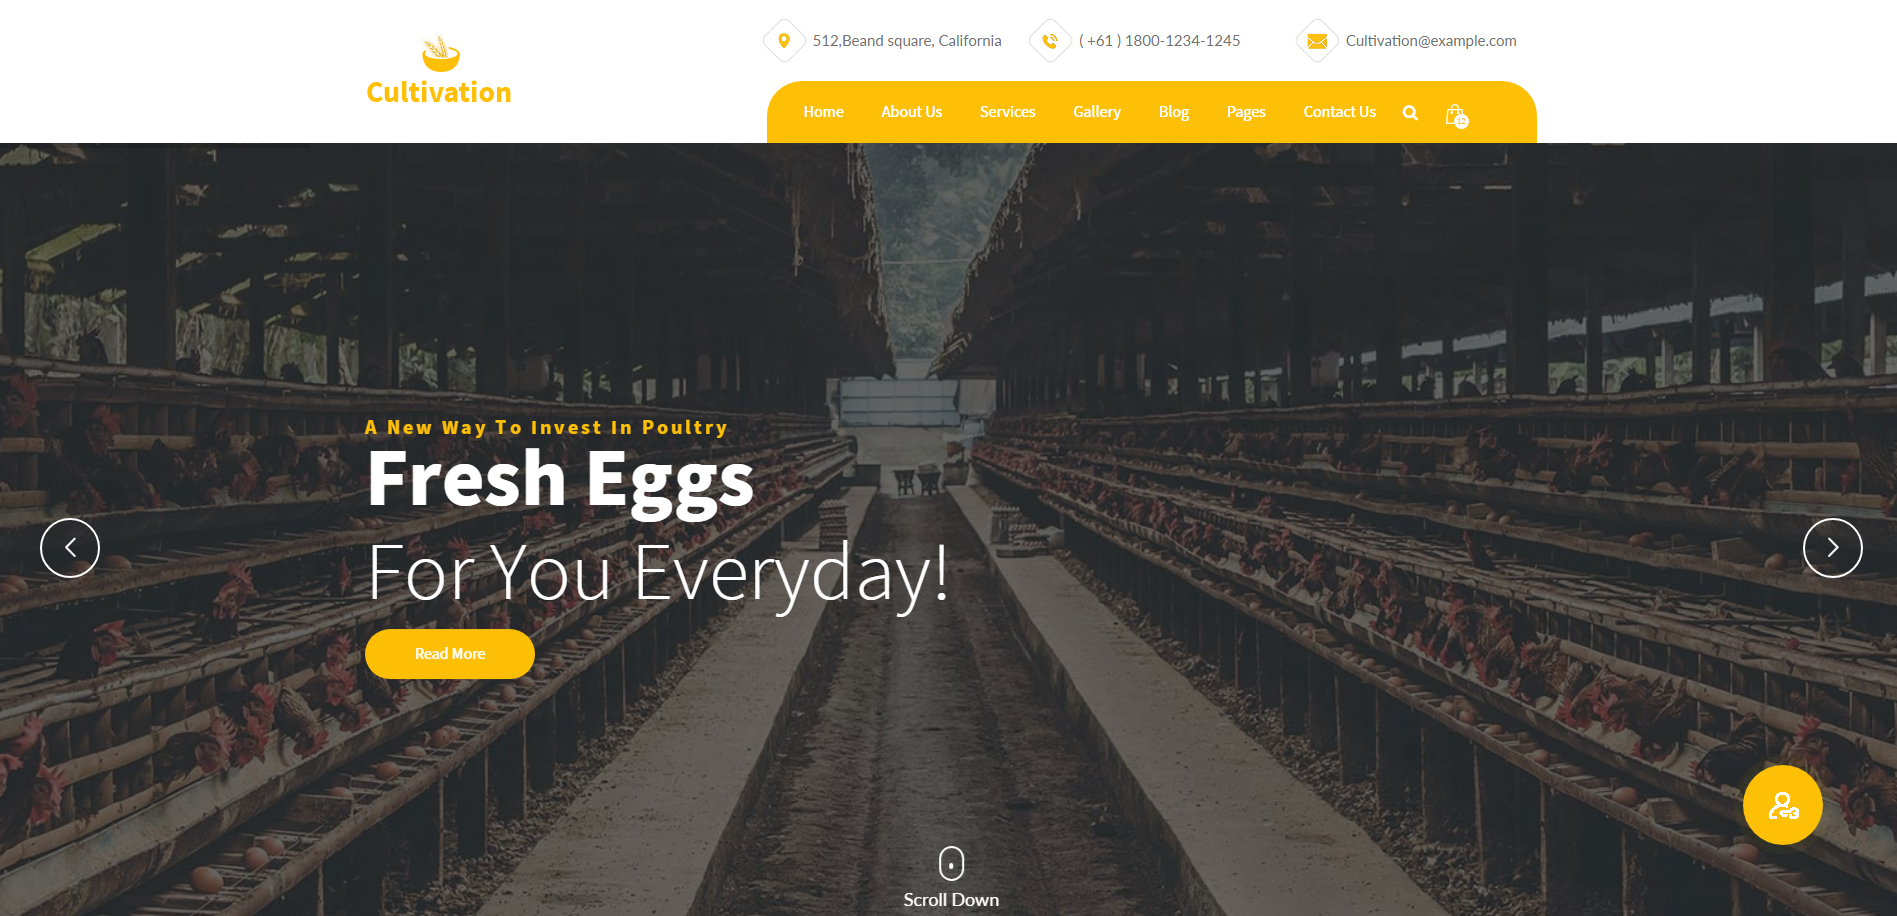 512,Beand square, California
( +61 ) 1800-1234-1245
Cultivation@example.com
Cultivation
Home About Us Services Gallery Blog Pages Contact Us
12
A New Way To Invest In Poultry
Fresh Eggs
For You Everyday!
Read More
Scroll Down